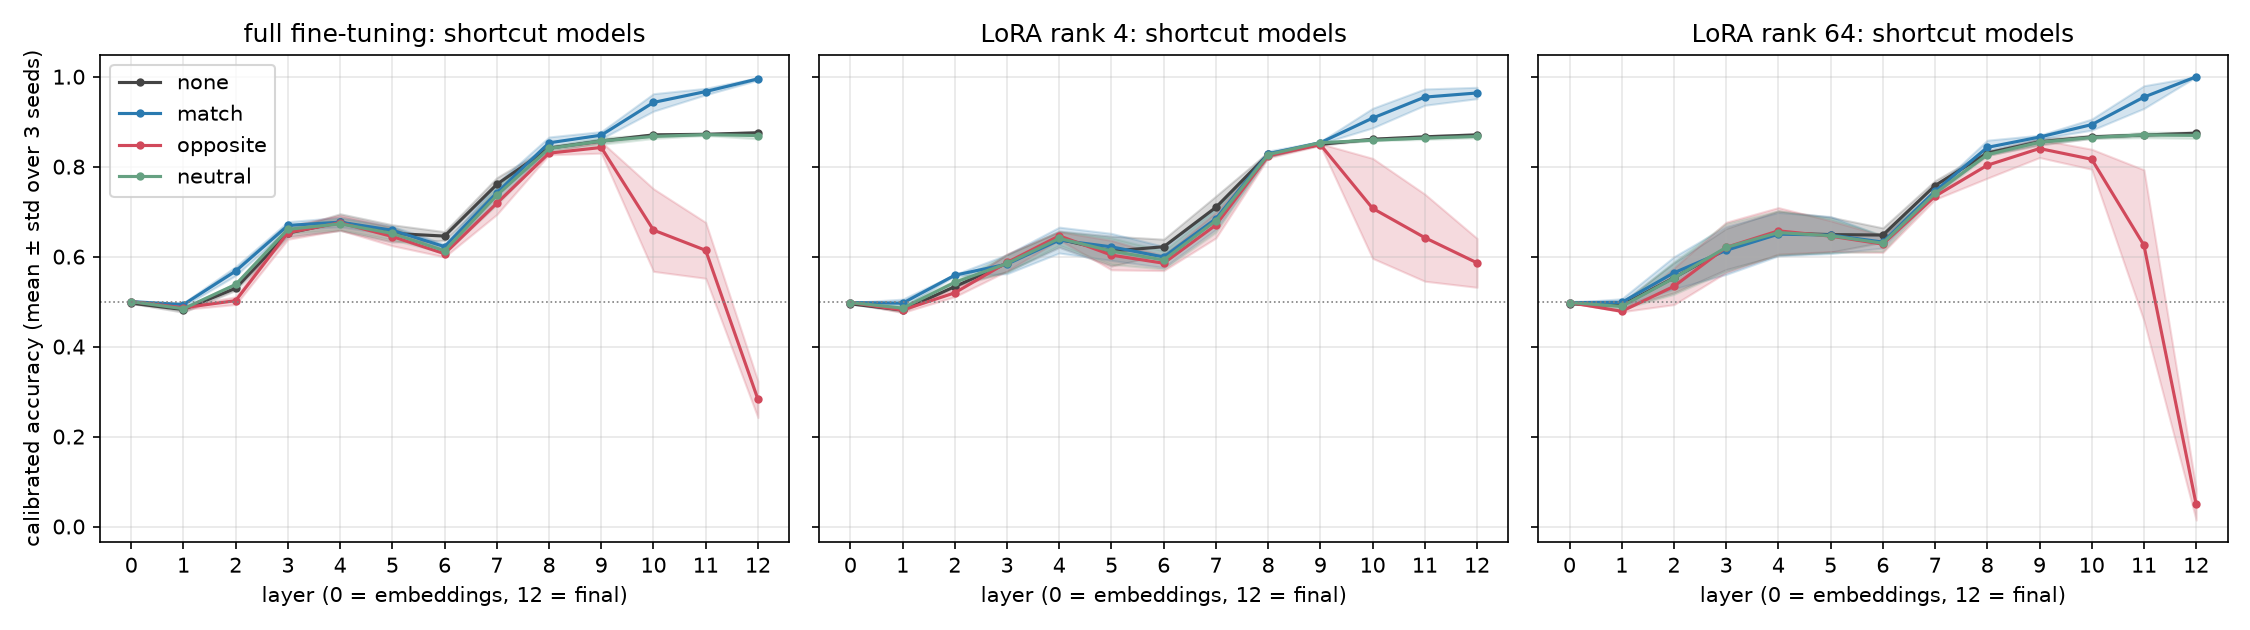 full fine-tuning: shortcut models
LoRA rank 4: shortcut models
LoRA rank 64: shortcut models
calibrated accuracy (mean ± std over 3 seeds)
1.0
0.8
0.6
0.4
0.2
0.0
none
match
opposite
neutral
0 1 2 3 4 5 6 7 8 9 10 11 12
0 1 2 3 4 5 6 7 8 9 10 11 12
0 1 2 3 4 5 6 7 8 9 10 11 12
layer (0 = embeddings, 12 = final)
layer (0 = embeddings, 12 = final)
layer (0 = embeddings, 12 = final)